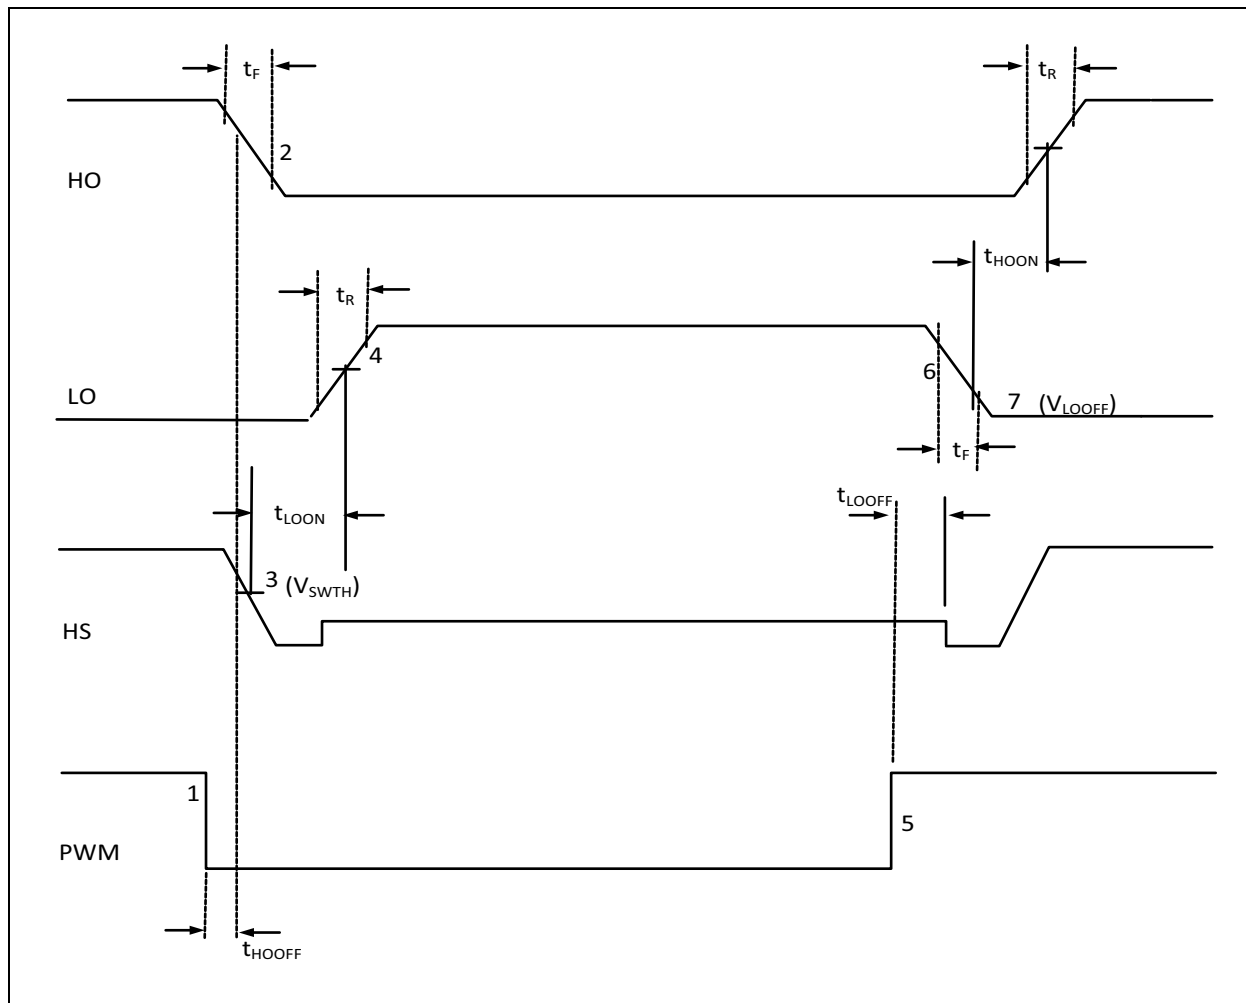 tF
tR
2
HO
tHOON
tR
4
6
LO
7 (VLOOFF)
tF
tLOOFF
tLOON
3 (VSWTH)
HS
1
5
PWM
tHOOFF